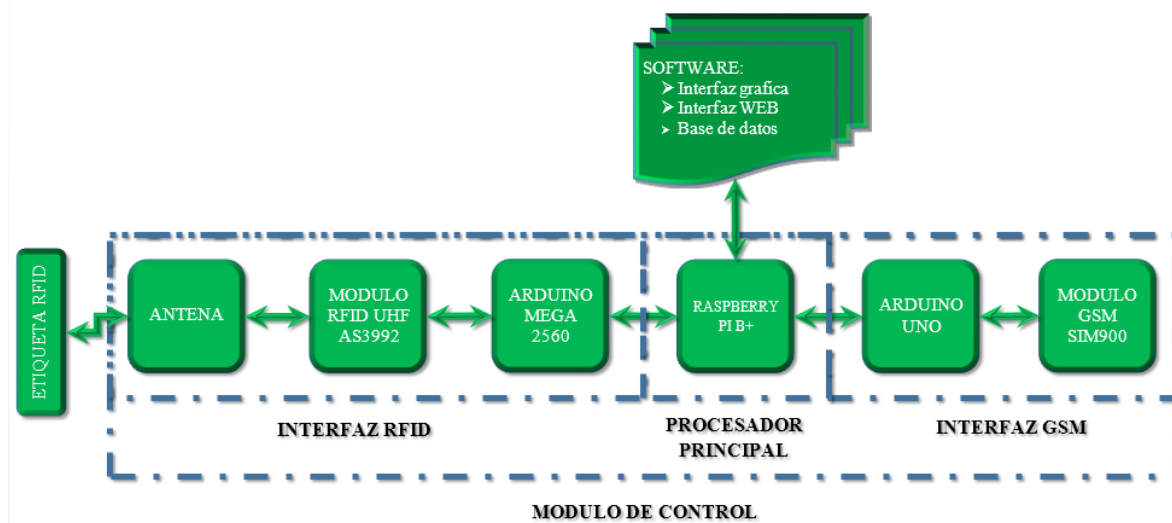 SOFTWARE:
➤ Interfaz grafica
➤ Interfaz WEB
➤ Base de datos
ETIQUETA RFID
ANTENA
MODULO
RFID UHF
AS3992
ARDUINO
MEGA
2560
RASPBERRY
PI B+
ARDUINO
UNO
MODULO
GSM
SIM900
INTERFAZ RFID
PROCESADOR
PRINCIPAL
INTERFAZ GSM
MODULO DE CONTROL